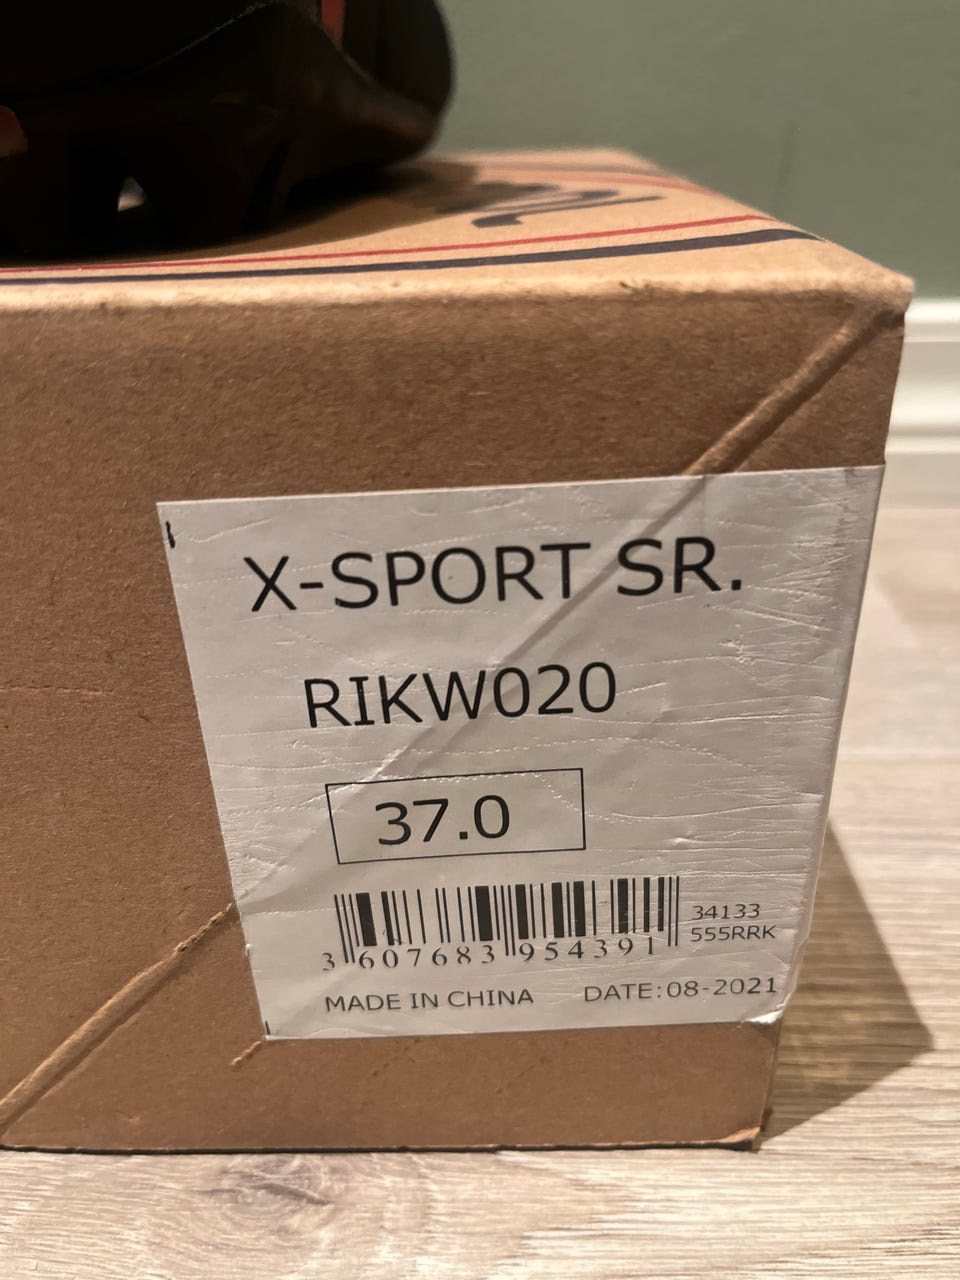 X-SPORT SR.
RIKW020
37.0
34133
555RRK
3 607683 954391
MADE IN CHINA DATE:08-2021